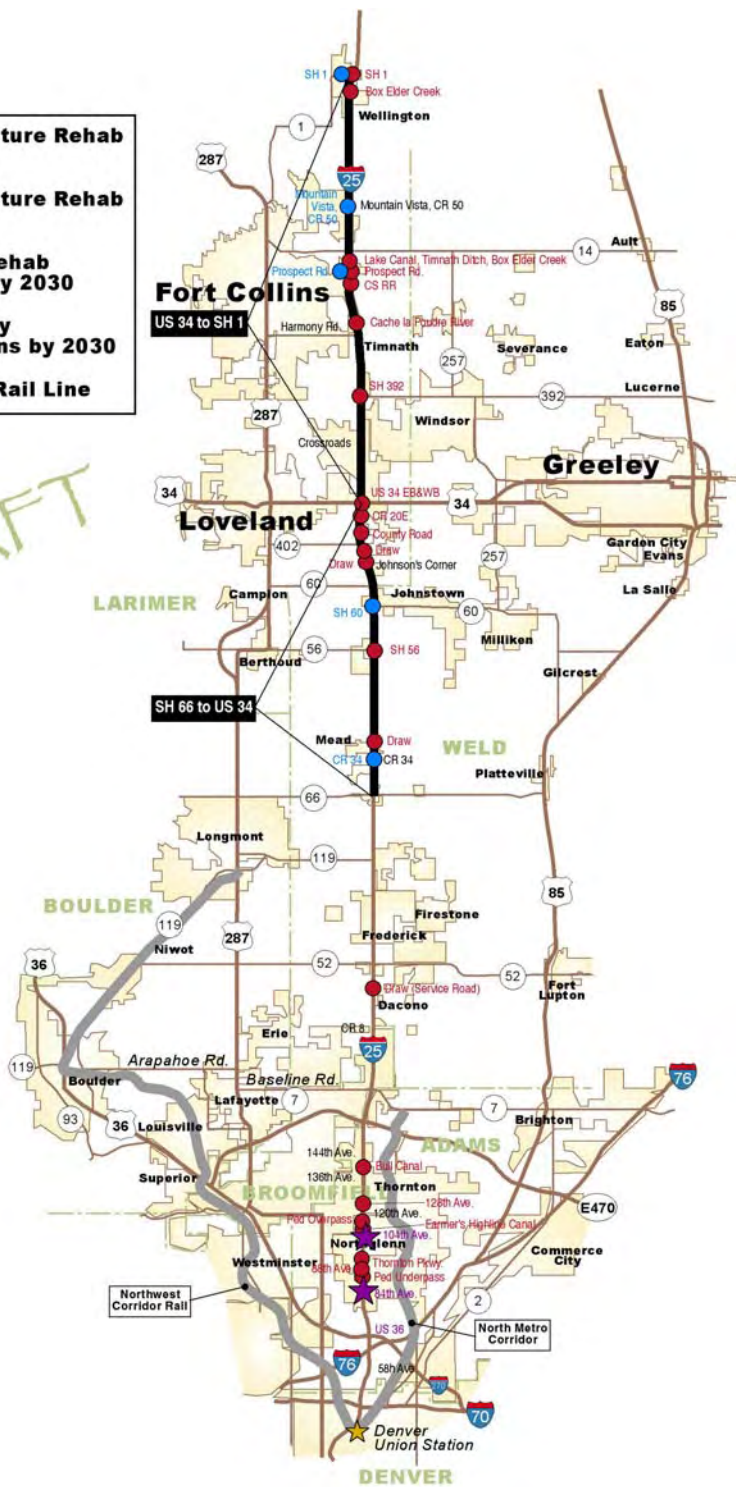 ture Rehab
ture Rehab
ehab
y 2030
y
ns by 2030
Rail Line
AFT
SH 1
SH 1
Box Elder Creek
Wellington
1
287
25
Mountain
Vista,
CR 50
Mountain Vista, CR 50
Ault
14
Lake Canal, Timnath Ditch, Box Elder Creek
Prospect Rd.
Prospect Rd.
CS RR
Fort Collins
85
US 34 to SH 1
Harmony Rd.
Cache la Poudre River
Timnath
Severance
Eaton
257
SH 392
392
Lucerne
287
Windsor
Crossroads
Greeley
34
US 34 EB&WB
34
Loveland
CR 20E
County Road
402
Draw
Draw
Johnson's Corner
257
Garden City
Evans
60
La Salle
LARIMER
Campion
Johnstown
SH 60
60
Milliken
56
SH 56
Berthoud
Gilcrest
SH 66 to US 34
Mead
Draw
WELD
CR 34
CR 34
Platteville
66
Longmont
119
85
BOULDER
Firestone
119
287
Frederick
Niwot
36
52
52
Fort
Lupton
Draw (Service Road)
Dacono
Erie
CR 8
25
Arapahoe Rd.
119
Boulder
Baseline Rd.
76
Lafayette
7
7
Brighton
93
36
Louisville
ADAMS
144th Ave.
Bull Canal
136th Ave.
Superior
Thornton
BROOMFIELD
128th Ave.
E470
120th Ave.
Ped Overpass
Farmer's Highline Canal
104th Ave.
Northglenn
Commerce
City
Westminster
Thornton Pkwy.
88th Ave.
Ped Underpass
84th Ave.
Northwest
Corridor Rail
2
US 36
North Metro
Corridor
76
58th Ave.
270
70
Denver
Union Station
DENVER